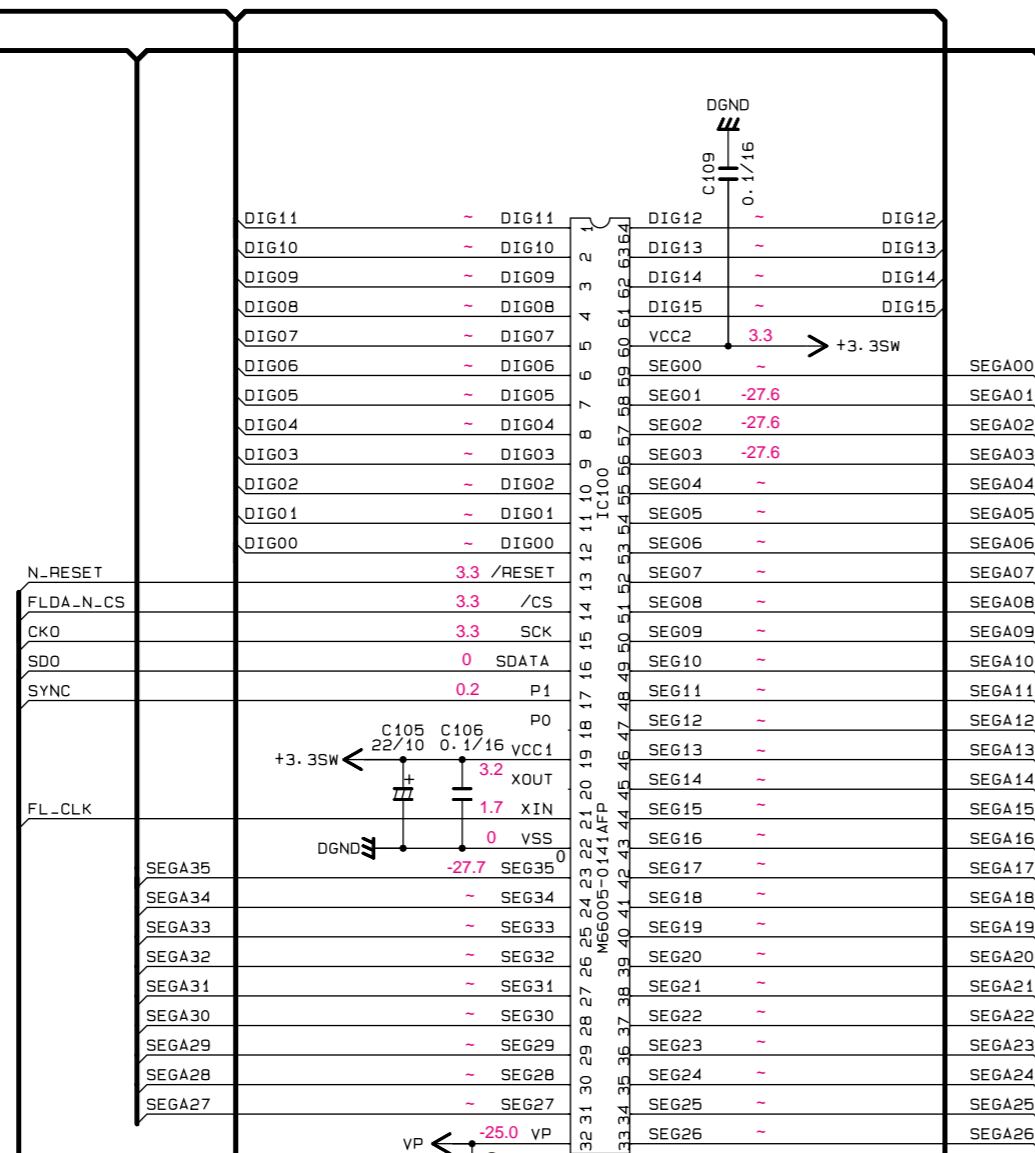 DGND
C109
0.1/16
DIG11 ~ DIG11 1 64 DIG12 ~ DIG12
DIG10 ~ DIG10 2 63 DIG13 ~ DIG13
DIG09 ~ DIG09 3 62 DIG14 ~ DIG14
DIG08 ~ DIG08 4 61 DIG15 ~ DIG15
DIG07 ~ DIG07 5 60 VCC2 3.3 +3.3SW
DIG06 ~ DIG06 6 59 SEG00 ~ SEGA00
DIG05 ~ DIG05 7 58 SEG01 -27.6 SEGA01
DIG04 ~ DIG04 8 57 SEG02 -27.6 SEGA02
DIG03 ~ DIG03 9 56 SEG03 -27.6 SEGA03
DIG02 ~ DIG02 10 55 SEG04 ~ SEGA04
IC100
DIG01 ~ DIG01 11 54 SEG05 ~ SEGA05
DIG00 ~ DIG00 12 53 SEG06 ~ SEGA06
N_RESET 3.3 /RESET 13 52 SEG07 ~ SEGA07
FLDA_N_CS 3.3 /CS 14 51 SEG08 ~ SEGA08
CKO 3.3 SCK 15 50 SEG09 ~ SEGA09
SDO 0 SDATA 16 49 SEG10 ~ SEGA10
SYNC 0.2 P1 17 48 SEG11 ~ SEGA11
P0 18 47 SEG12 ~ SEGA12
C105 C106
22/10 0.1/16
+3.3SW 3.2 VCC1 19 46 SEG13 ~ SEGA13
+
XOUT 20 45 SEG14 ~ SEGA14
FL_CLK 1.7 XIN 21 44 SEG15 ~ SEGA15
DGND 0 VSS 22 43 SEG16 ~ SEGA16
0
M66005-0141AFP
SEGA35 -27.7 SEG35 23 42 SEG17 ~ SEGA17
SEGA34 ~ SEG34 24 41 SEG18 ~ SEGA18
SEGA33 ~ SEG33 25 40 SEG19 ~ SEGA19
SEGA32 ~ SEG32 26 39 SEG20 ~ SEGA20
SEGA31 ~ SEG31 27 38 SEG21 ~ SEGA21
SEGA30 ~ SEG30 28 37 SEG22 ~ SEGA22
SEGA29 ~ SEG29 29 36 SEG23 ~ SEGA23
SEGA28 ~ SEG28 30 35 SEG24 ~ SEGA24
SEGA27 ~ SEG27 31 34 SEG25 ~ SEGA25
VP -25.0 VP 32 33 SEG26 ~ SEGA26